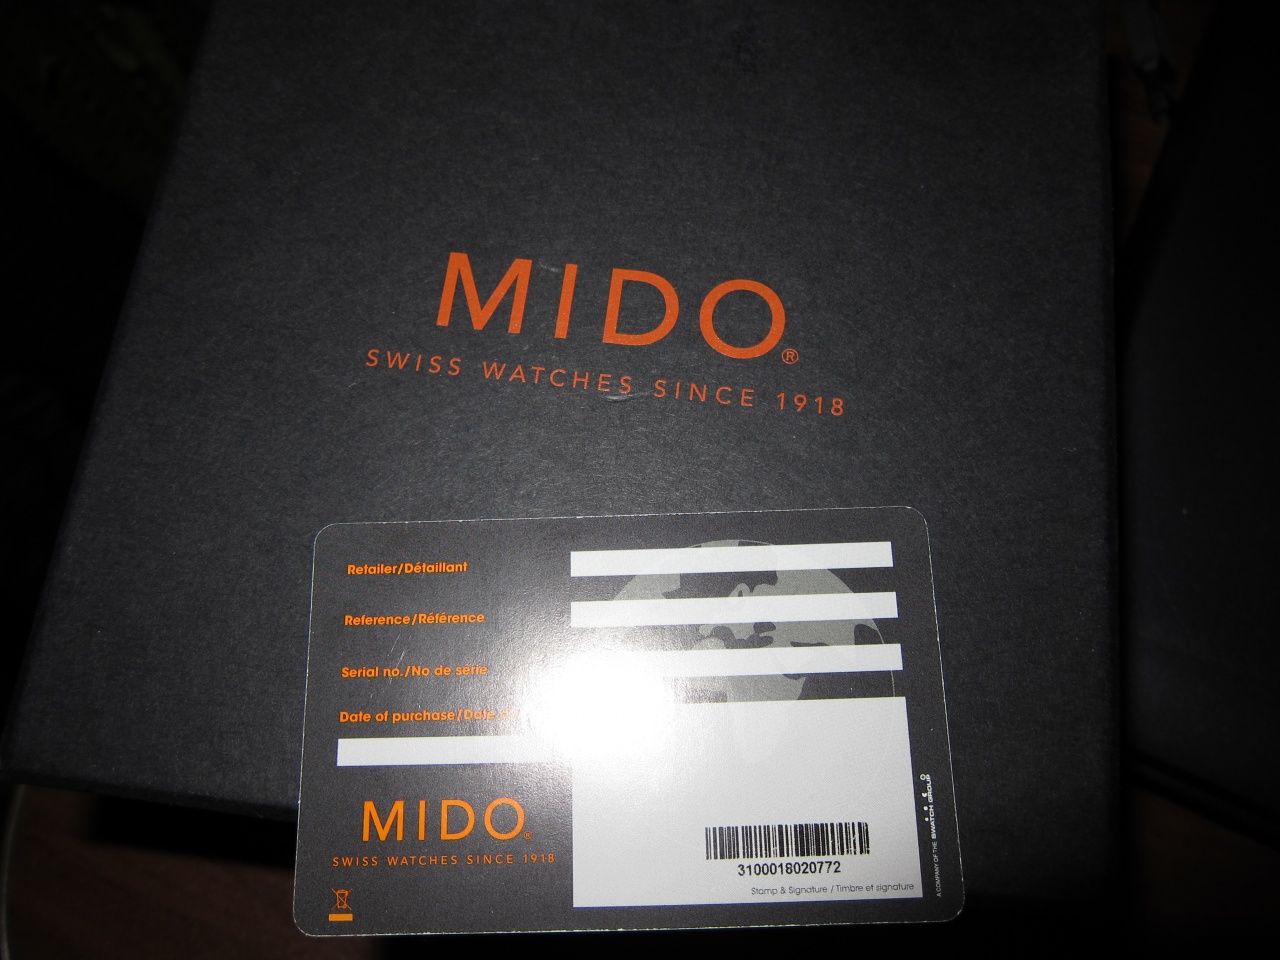 MIDO®
SWISS WATCHES SINCE 1918
Retailer/Détaillant
Reference/Référence
Serial no./No de série
Date of purchase/Date
MIDO®
SWISS WATCHES SINCE 1918
3100018020772
Stamp & Signature / Timbre et signature
A COMPANY OF THE SWATCH GROUP